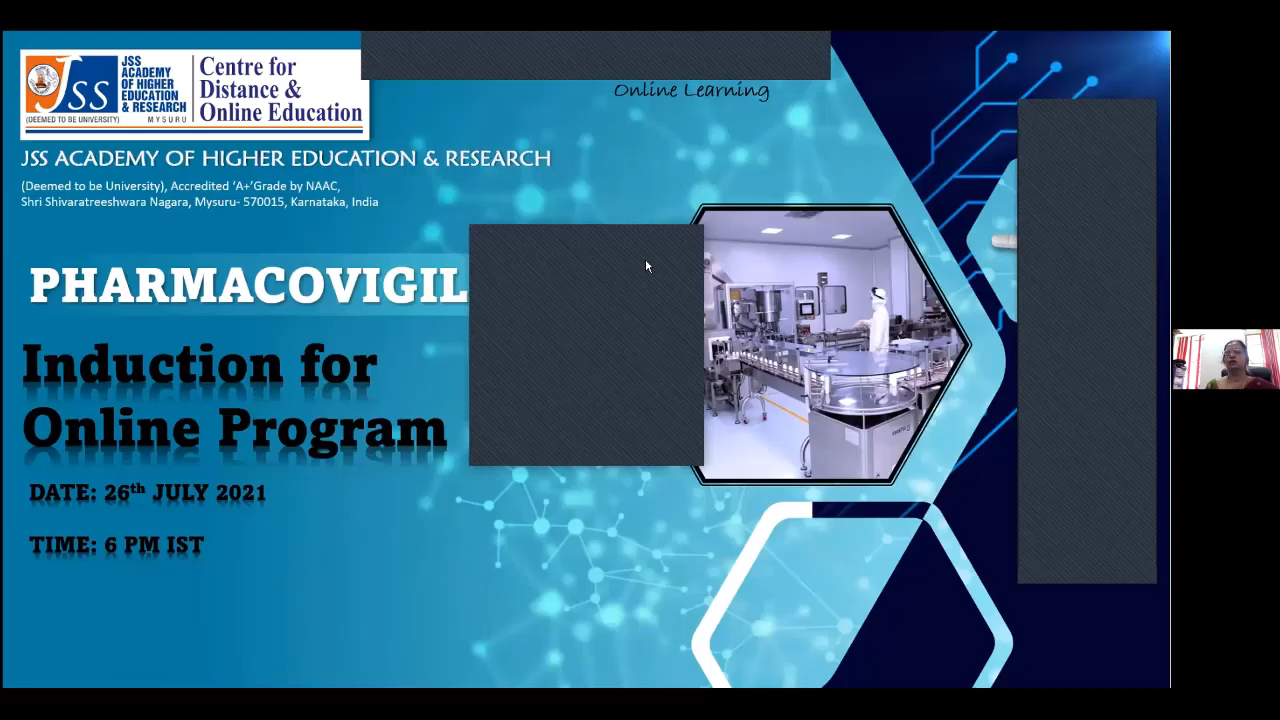 JSS
JSS
ACADEMY
OF HIGHER
EDUCATION
& RESEARCH
(DEEMED TO BE UNIVERSITY) MYSURU
Centre for
Distance &
Online Education
Online Learning
JSS ACADEMY OF HIGHER EDUCATION & RESEARCH
(Deemed to be University), Accredited ‘A+’Grade by NAAC,
Shri Shivaratreeshwara Nagara, Mysuru- 570015, Karnataka, India
PHARMACOVIGIL
Induction for
Online Program
DATE: 26th JULY 2021
TIME: 6 PM IST